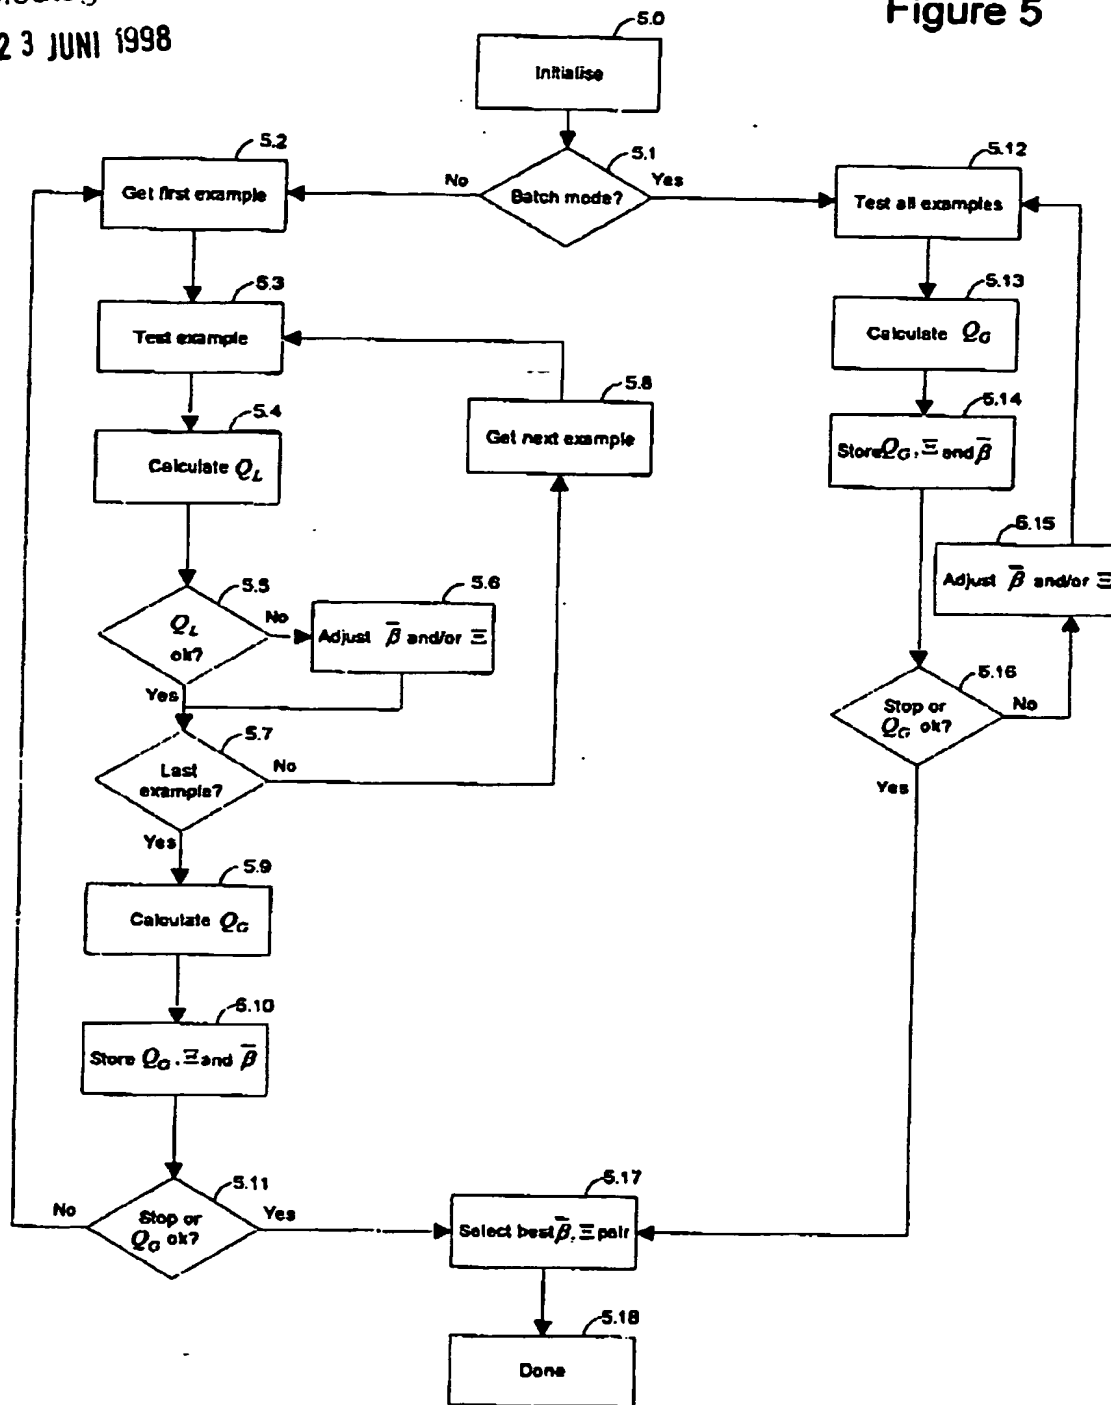 Figure 5
2 3 JUNI 1998
5.0
Initialise
5.1
Batch mode?
No
Yes
5.2
Get first example
5.12
Test all examples
5.3
Test example
5.13
Calculate Q_G
5.4
Calculate Q_L
5.8
Get next example
5.14
Store Q_G, Ξ and β̄
5.5
Q_L
ok?
No
Yes
5.6
Adjust β̄ and/or Ξ
6.15
Adjust β̄ and/or Ξ
5.16
Stop or
Q_G ok?
No
Yes
5.7
Last
example?
No
Yes
5.9
Calculate Q_G
6.10
Store Q_G, Ξ and β̄
5.11
Stop or
Q_G ok?
No
Yes
5.17
Select best β̄, Ξ pair
5.18
Done